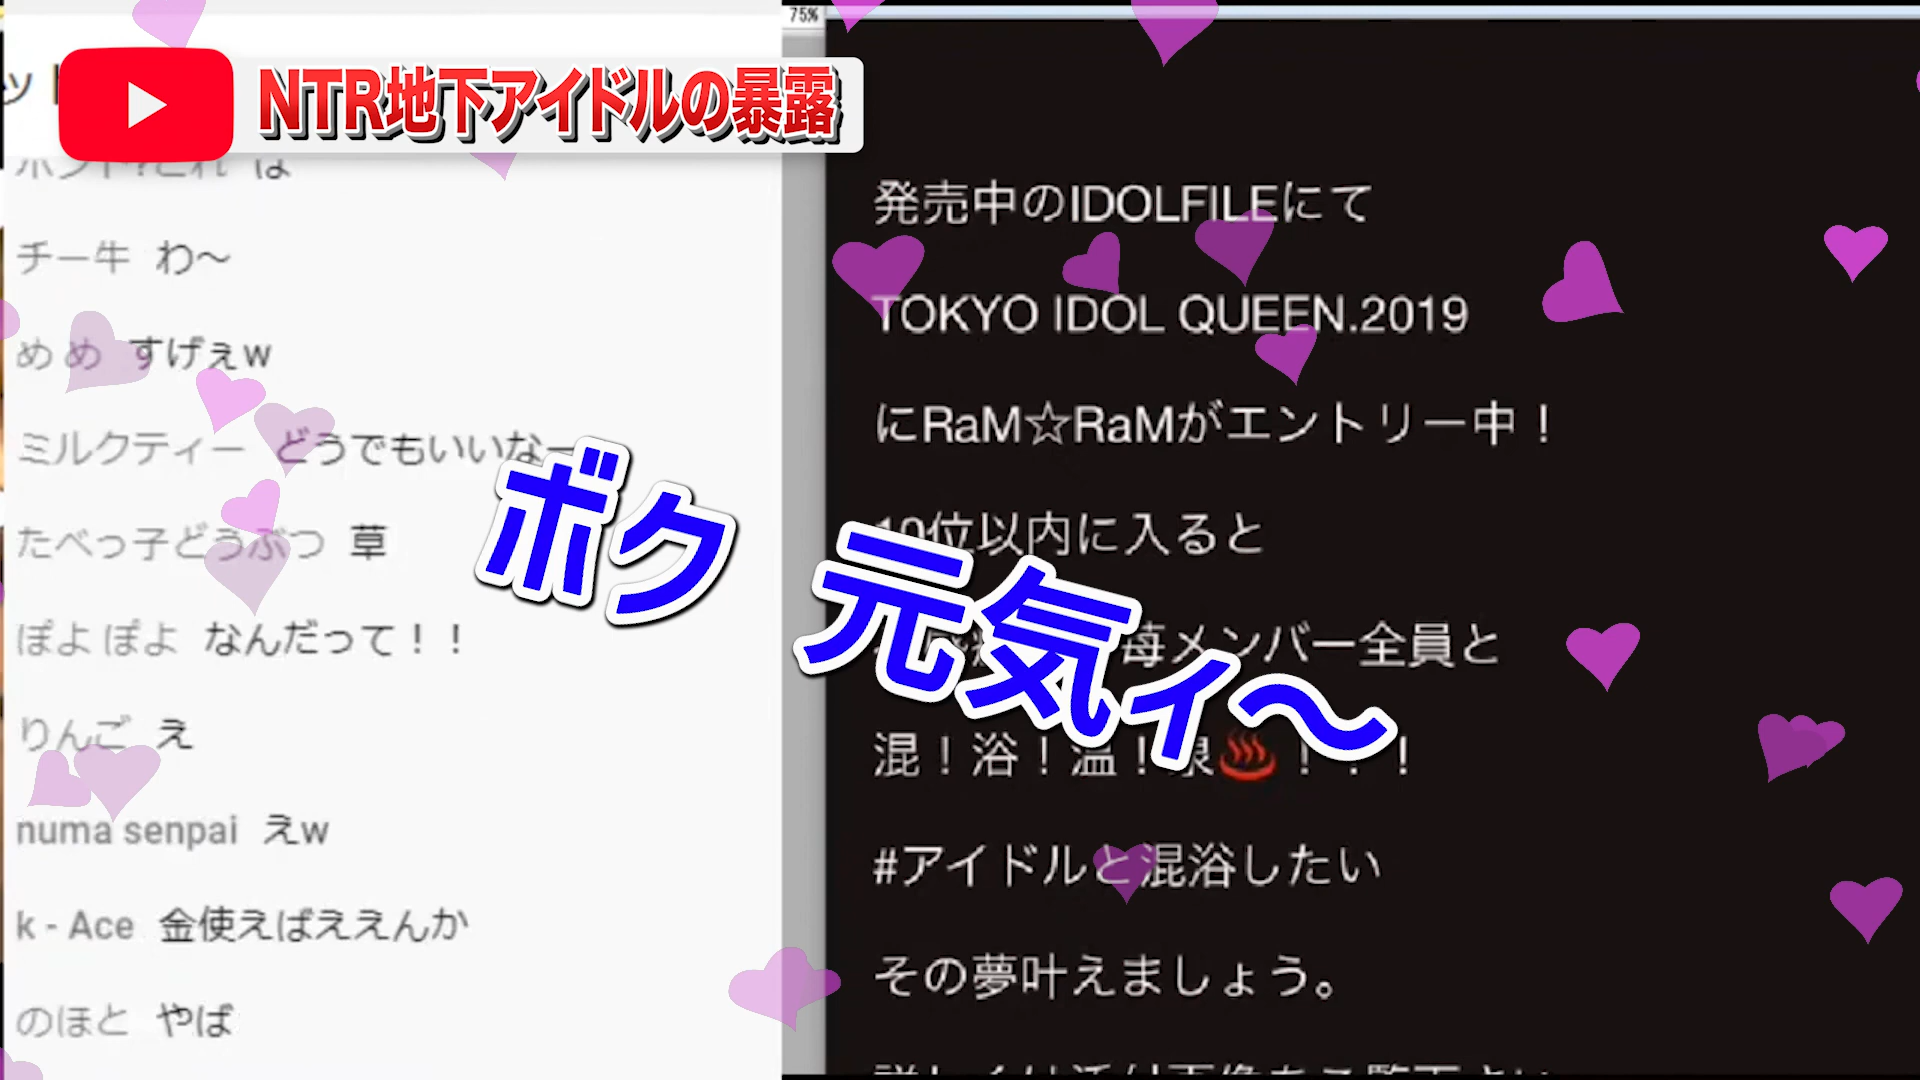 75%
NTR地下アイドルの暴露
チー牛 わ〜
め め すげぇw
ミルクティー どうでもいいなー
たべっ子どうぶつ 草
ぽよ ぽよ なんだって！！
りんご え
numa senpai えw
k - Ace 金使えばええんか
のほと やば
発売中のIDOLFILEにて
TOKYO IDOL QUEEN.2019
にRaM☆RaMがエントリー中！
10位以内に入ると
苺メンバー全員と
混！浴！温！泉♨️！！！
#アイドルと混浴したい
その夢叶えましょう。
ボク 元気ィ〜